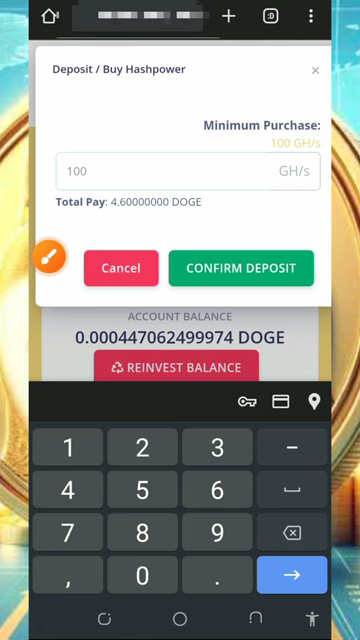 Deposit / Buy Hashpower
×
Minimum Purchase:
100 GH/s
100 GH/s
Total Pay: 4.60000000 DOGE
Cancel
CONFIRM DEPOSIT
ACCOUNT BALANCE
0.000447062499974 DOGE
REINVEST BALANCE
1 2 3 −
4 5 6
7 8 9
, 0 .